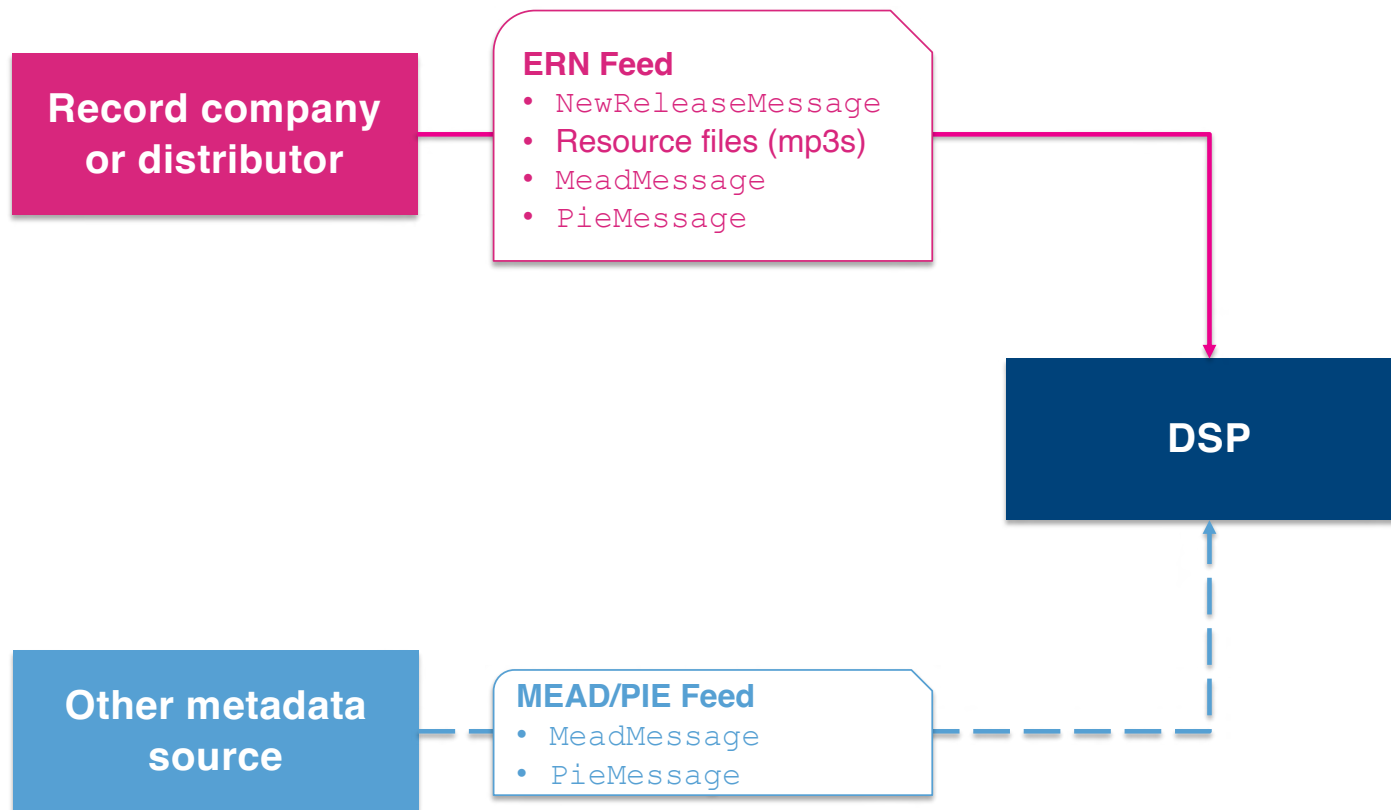 Record company
or distributor
ERN Feed
• NewReleaseMessage
• Resource files (mp3s)
• MeadMessage
• PieMessage
DSP
Other metadata
source
MEAD/PIE Feed
• MeadMessage
• PieMessage